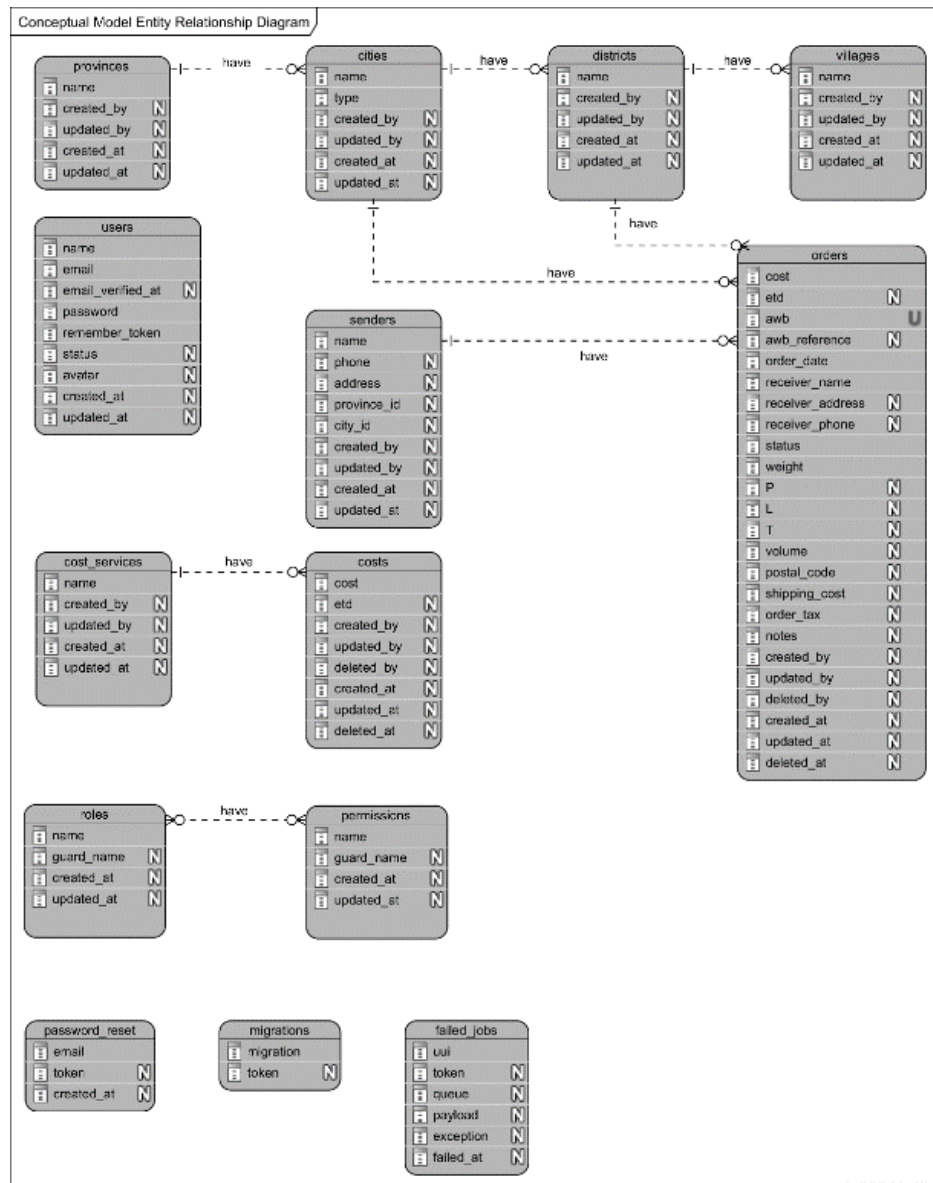 Conceptual Model Entity Relationship Diagram
provinces
name
created_by N
updated_by N
created_at N
updated_at N
have
cities
name
type
created_by N
updated_by N
created_at N
updated_at N
have
districts
name
created_by N
updated_by N
created_at N
updated_at N
have
villages
name
created_by N
updated_by N
created_at N
updated_at N
users
name
email
email_verified_at N
password
remember_token
status N
avatar N
created_at N
updated_at N
have
have
senders
name
phone N
address N
province_id N
city_id N
created_by N
updated_by N
created_at N
updated_at N
have
orders
cost
etd N
awb U
awb_reference N
order_date
receiver_name
receiver_address N
receiver_phone N
status
weight
P N
L N
T N
volume N
postal_code N
shipping_cost N
order_tax N
notes N
created_by N
updated_by N
deleted_by N
created_at N
updated_at N
deleted_at N
cost_services
name
created_by N
updated_by N
created_at N
updated_at N
have
costs
cost
etd N
created_by N
updated_by N
deleted_by N
created_at N
updated_at N
deleted_at N
roles
name
guard_name N
created_at N
updated_at N
have
permissions
name
guard_name N
created_at N
updated_at N
password_reset
email
token N
created_at N
migrations
migration
token N
failed_jobs
uui
token N
queue N
payload N
exception N
failed_at N